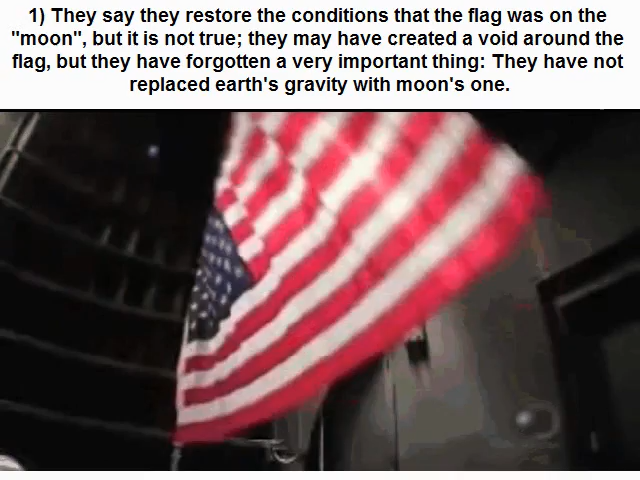 1) They say they restore the conditions that the flag was on the
"moon", but it is not true; they may have created a void around the
flag, but they have forgotten a very important thing: They have not
replaced earth's gravity with moon's one.